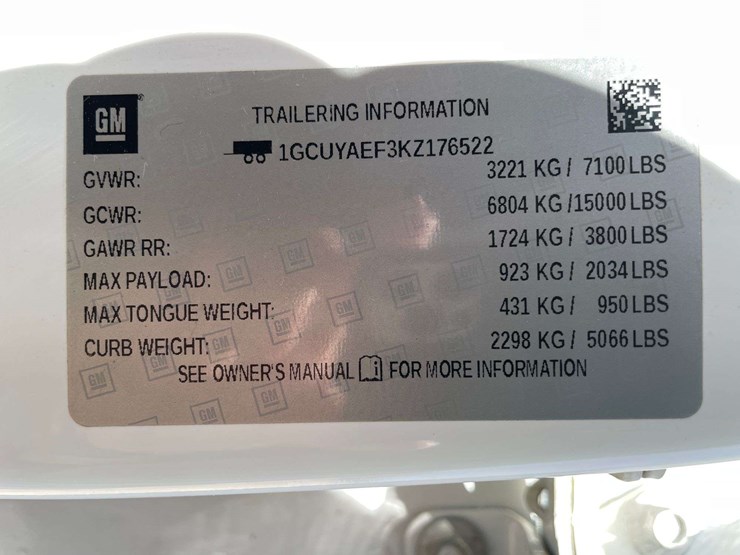 GM
TRAILERING INFORMATION
1GCUYAEF3KZ176522
GVWR: 3221 KG / 7100 LBS
GCWR: 6804 KG /15000 LBS
GAWR RR: 1724 KG / 3800 LBS
MAX PAYLOAD: 923 KG / 2034 LBS
MAX TONGUE WEIGHT: 431 KG / 950 LBS
CURB WEIGHT: 2298 KG / 5066 LBS
SEE OWNER'S MANUAL i FOR MORE INFORMATION